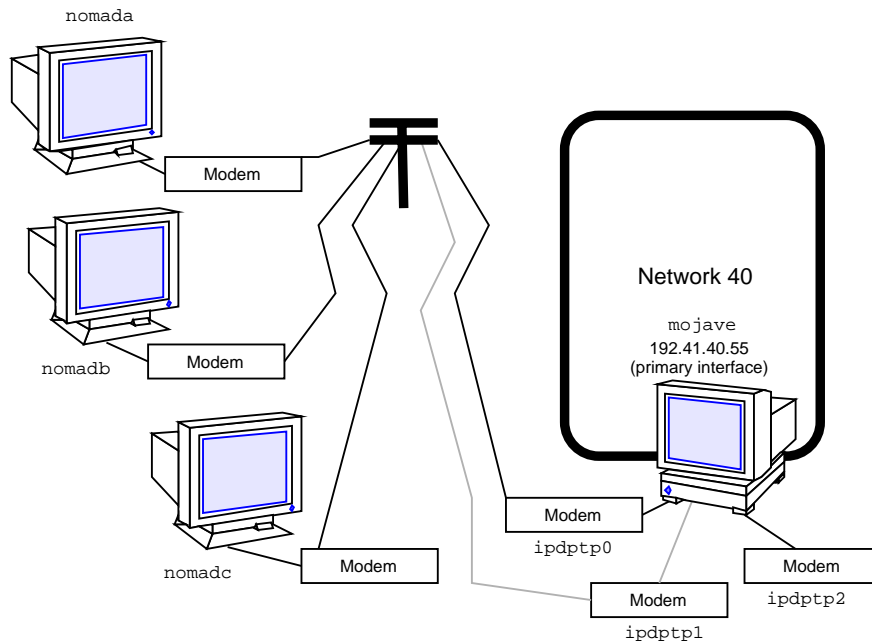 nomada
Modem
nomadb
Modem
nomadc
Modem
Network 40
mojave
192.41.40.55
(primary interface)
Modem
ipdptp0
Modem
ipdptp1
Modem
ipdptp2